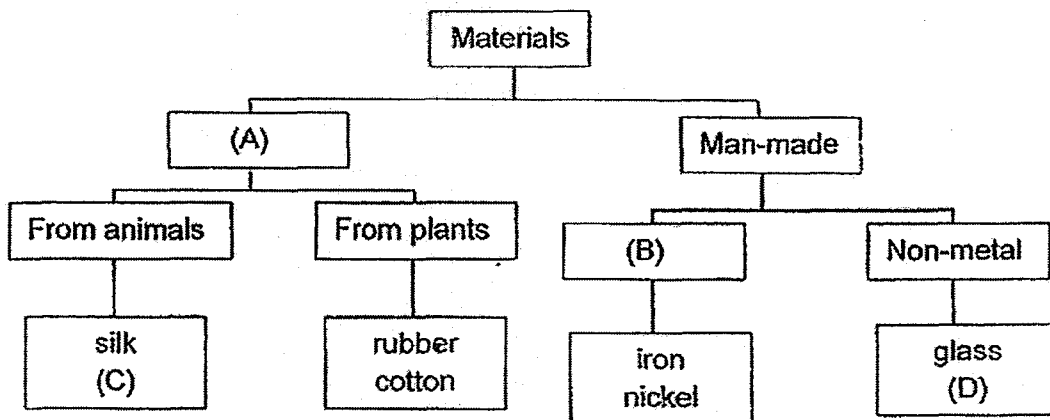 Materials
(A)
Man-made
From animals
From plants
(B)
Non-metal
silk
(C)
rubber
cotton
iron
nickel
glass
(D)